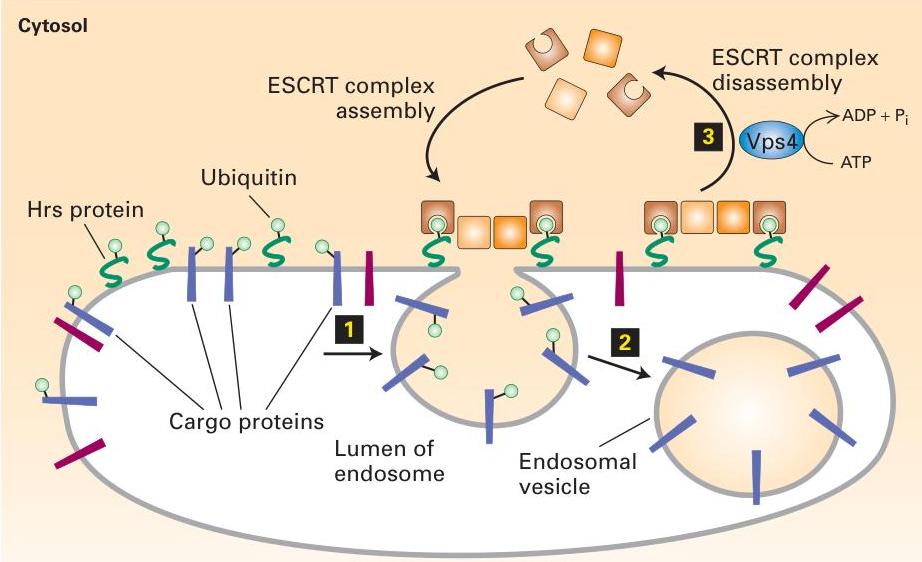 Cytosol
ESCRT complex
assembly
ESCRT complex
disassembly
3
Vps4
ADP + Pi
ATP
Ubiquitin
Hrs protein
1
2
Cargo proteins
Lumen of
endosome
Endosomal
vesicle